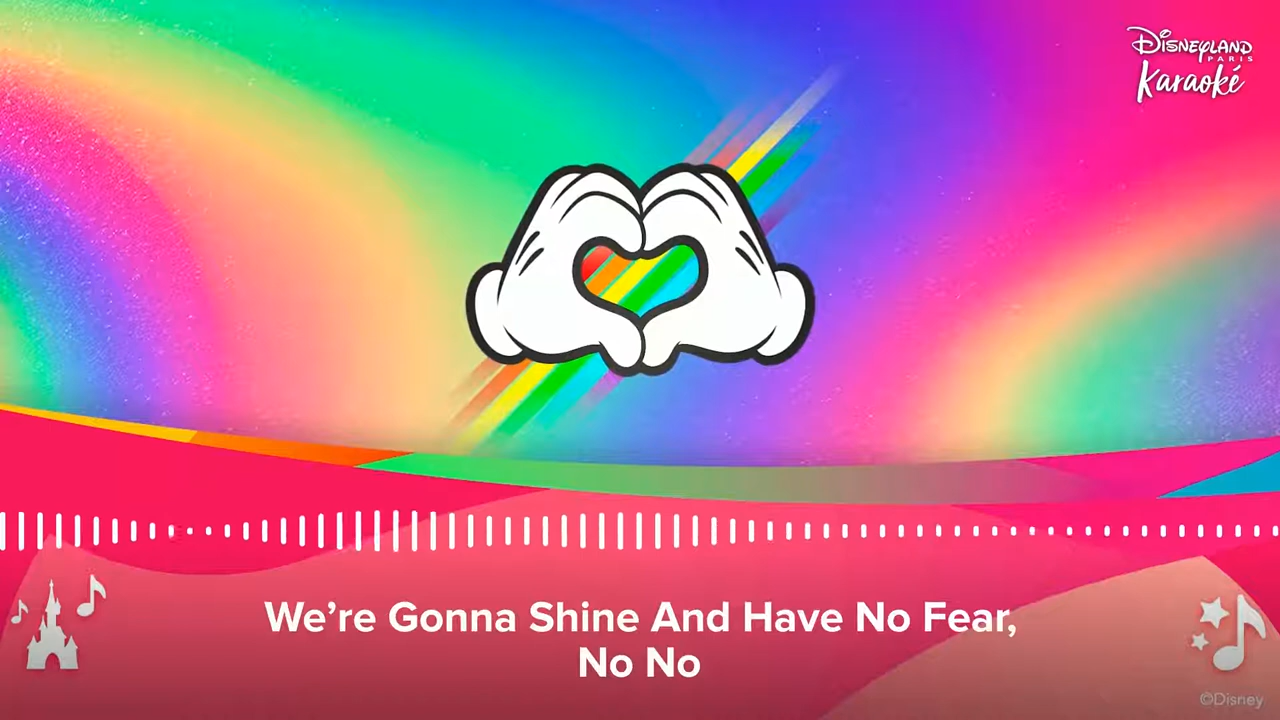 Disneyland
PARIS
Karaoké
We’re Gonna Shine And Have No Fear,
No No
©Disney